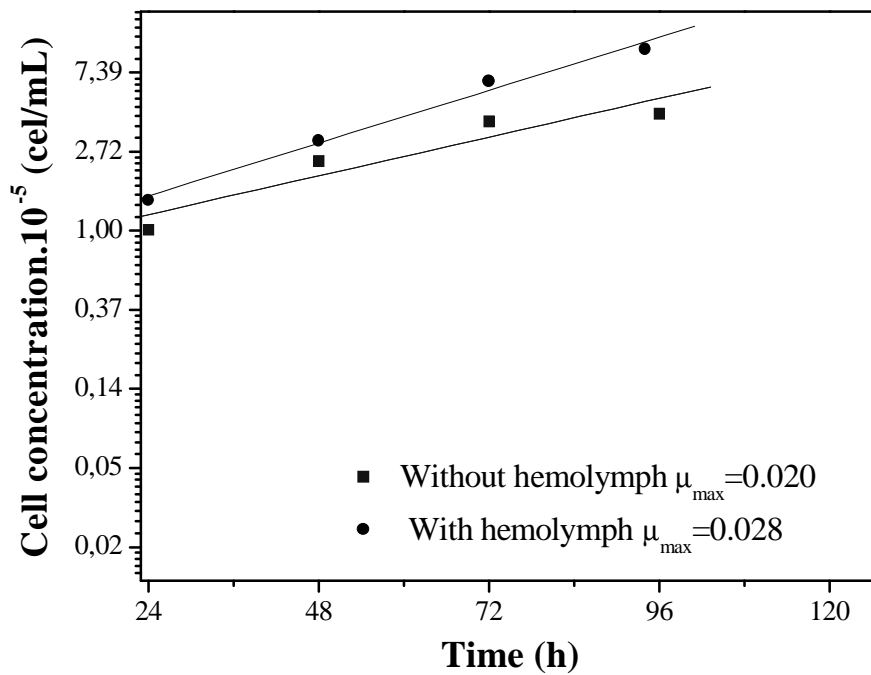 Cell concentration.10⁻⁵ (cel/mL)
7,39
2,72
1,00
0,37
0,14
0,05
0,02
Without hemolymph μmax=0.020
With hemolymph μmax=0.028
24 48 72 96 120
Time (h)